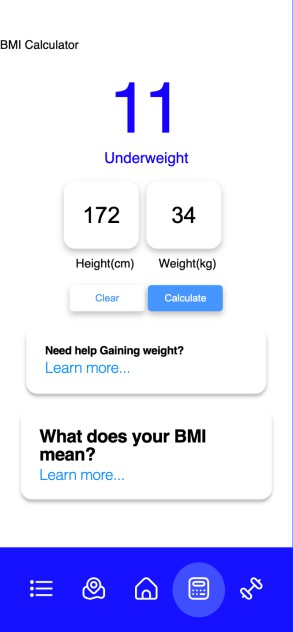 BMI Calculator
11
Underweight
172 34
Height(cm) Weight(kg)
Clear Calculate
Need help Gaining weight?
Learn more...
What does your BMI
mean?
Learn more...